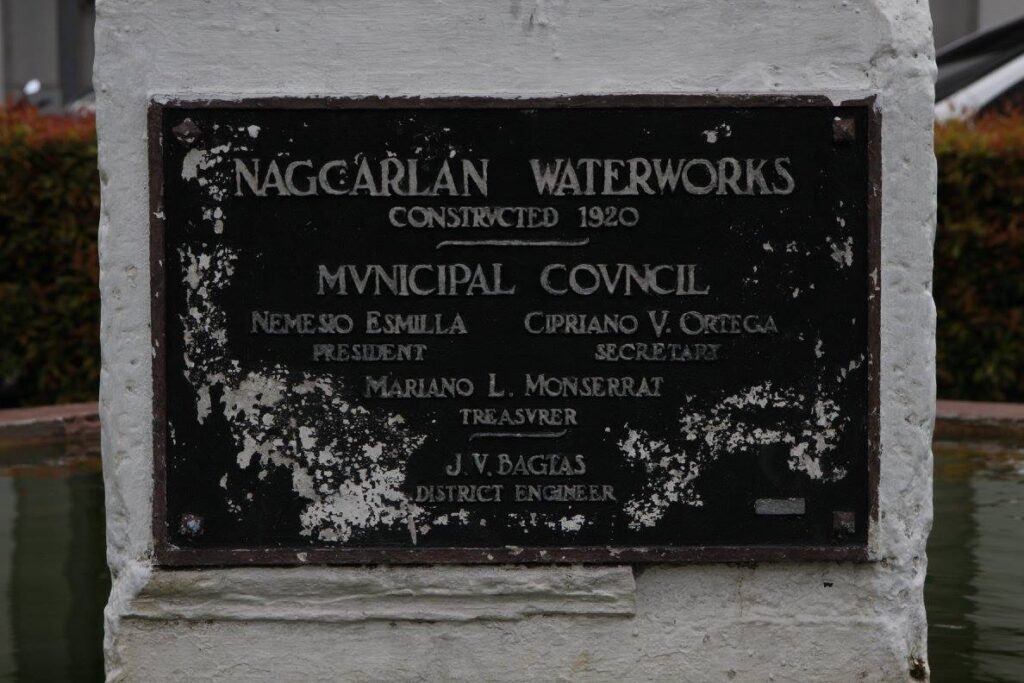 NAGCARLAN WATERWORKS
CONSTRVCTED 1920
MVNICIPAL COVNCIL
NEMESIO ESMILLA CIPRIANO V. ORTEGA
PRESIDENT SECRETARY
MARIANO L. MONSERRAT
TREASVRER
J. V. BAGTAS
DISTRICT ENGINEER